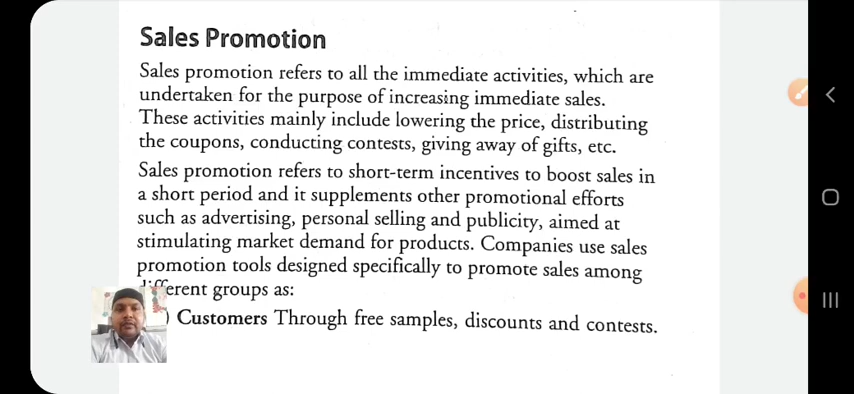 Sales Promotion
Sales promotion refers to all the immediate activities, which are
undertaken for the purpose of increasing immediate sales.
These activities mainly include lowering the price, distributing
the coupons, conducting contests, giving away of gifts, etc.
Sales promotion refers to short-term incentives to boost sales in
a short period and it supplements other promotional efforts
such as advertising, personal selling and publicity, aimed at
stimulating market demand for products. Companies use sales
promotion tools designed specifically to promote sales among
different groups as:
) Customers Through free samples, discounts and contests.